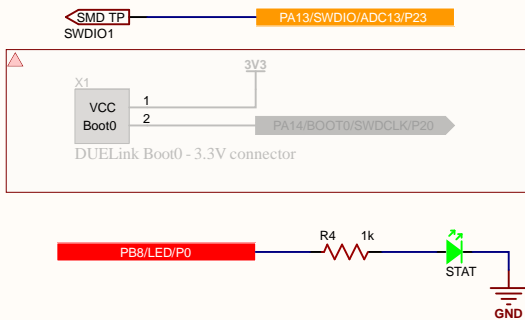 SMD TP
PA13/SWDIO/ADC13/P23
SWDIO1
3V3
X1
VCC
1
Boot0
2
PA14/BOOT0/SWDCLK/P20
DUELink Boot0 - 3.3V connector
R4 1k
PB8/LED/P0
STAT
GND